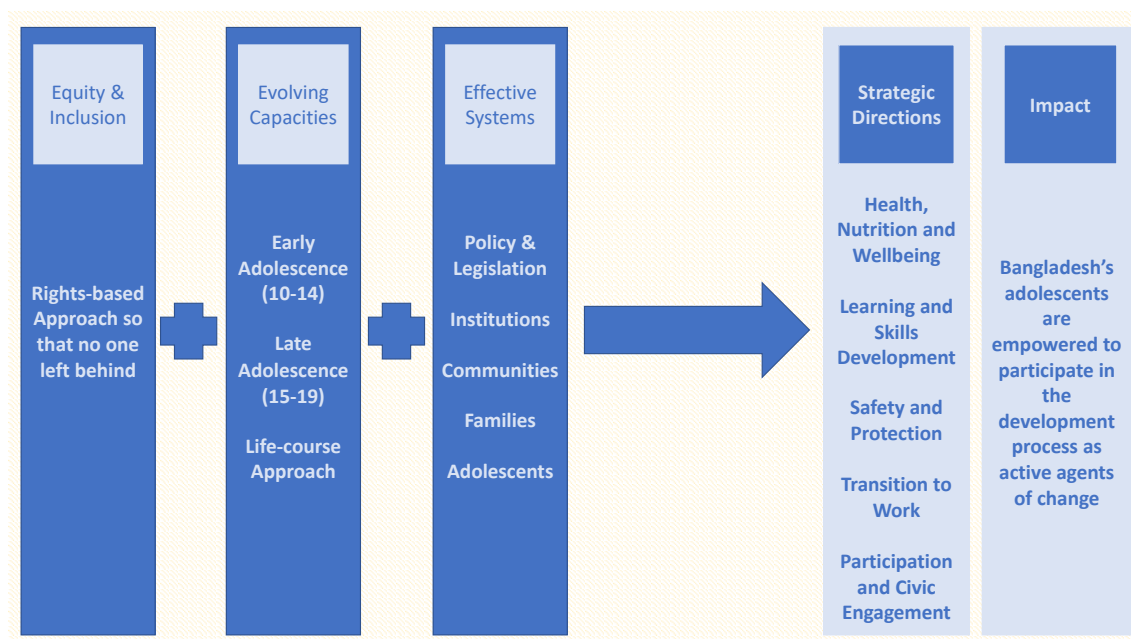 Equity &
Inclusion
Rights-based
Approach so
that no one
left behind
Evolving
Capacities
Early
Adolescence
(10-14)
Late
Adolescence
(15-19)
Life-course
Approach
Effective
Systems
Policy &
Legislation
Institutions
Communities
Families
Adolescents
Strategic
Directions
Health,
Nutrition and
Wellbeing
Learning and
Skills
Development
Safety and
Protection
Transition to
Work
Participation
and Civic
Engagement
Impact
Bangladesh’s
adolescents
are
empowered to
participate in
the
development
process as
active agents
of change